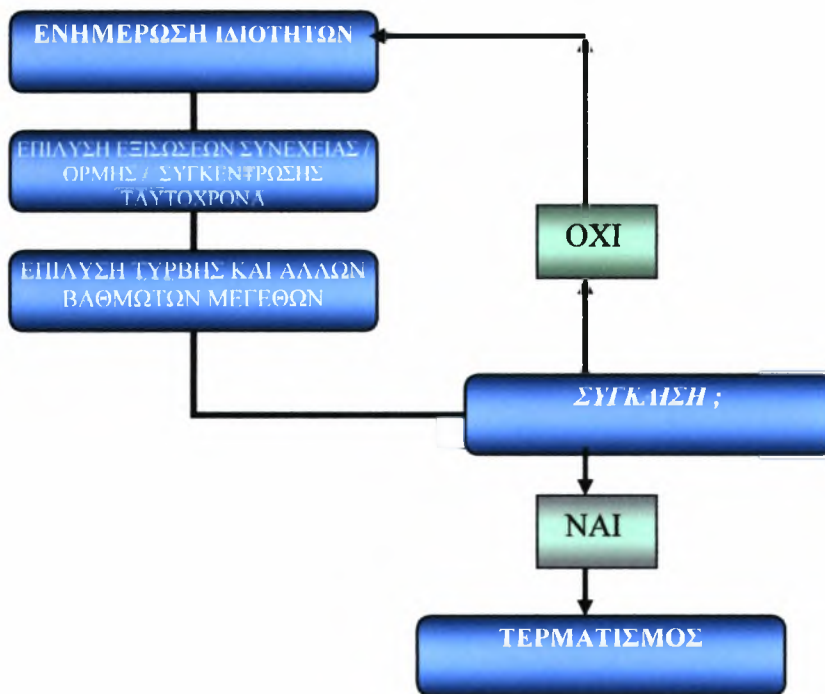 ΕΝΗΜΕΡΩΣΗ ΙΔΙΟΤΗΤΩΝ
ΕΠΙΛΥΣΗ ΕΞΙΣΩΣΕΩΝ ΣΥΝΕΧΕΙΑΣ /
ΟΡΜΗΣ / ΣΥΓΚΕΝΤΡΩΣΗΣ
ΤΑΥΤΟΧΡΟΝΑ
ΟΧΙ
ΕΠΙΛΥΣΗ ΤΥΡΒΗΣ ΚΑΙ ΑΛΛΩΝ
ΒΑΘΜΩΤΩΝ ΜΕΓΕΘΩΝ
ΣΥΓΚΛΙΣΗ ;
ΝΑΙ
ΤΕΡΜΑΤΙΣΜΟΣ